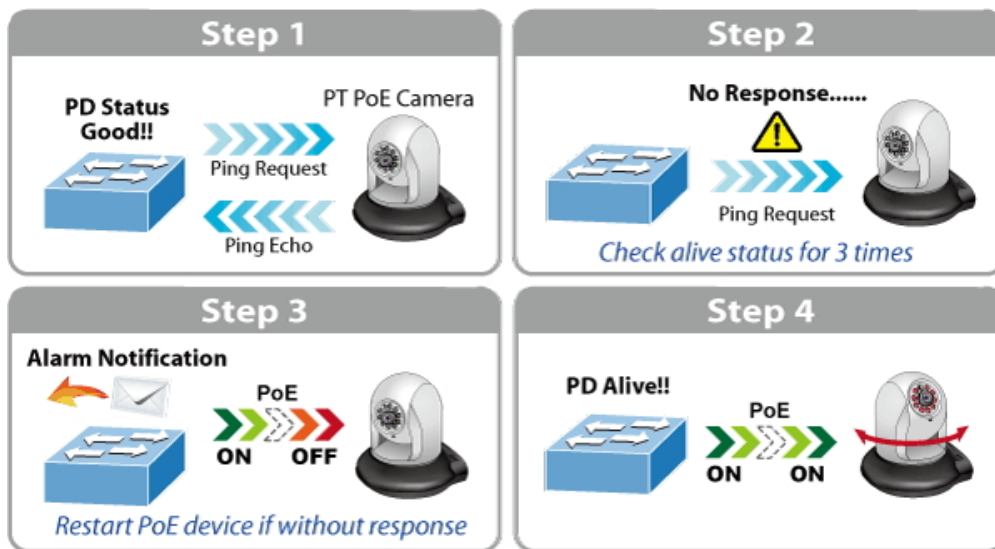 Step 1
PD Status
Good!!
PT PoE Camera
Ping Request
Ping Echo
Step 2
No Response......
Ping Request
Check alive status for 3 times
Step 3
Alarm Notification
PoE
ON OFF
Restart PoE device if without response
Step 4
PD Alive!!
PoE
ON ON